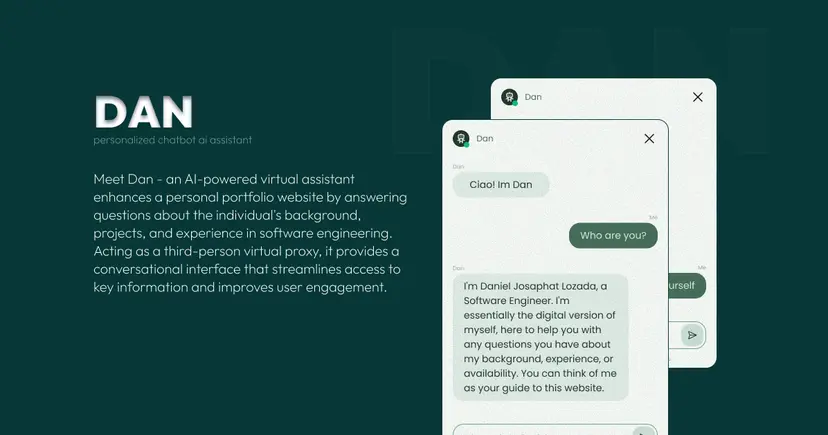 DAN
personalized chatbot ai assistant
Meet Dan - an AI-powered virtual assistant
enhances a personal portfolio website by answering
questions about the individual's background,
projects, and experience in software engineering.
Acting as a third-person virtual proxy, it provides a
conversational interface that streamlines access to
key information and improves user engagement.
DAN
Dan
Me
urself
Dan
Dan
Ciao! Im Dan
Me
Who are you?
Dan
I'm Daniel Josaphat Lozada, a
Software Engineer. I'm
essentially the digital version of
myself, here to help you with
any questions you have about
my background, experience, or
availability. You can think of me
as your guide to this website.